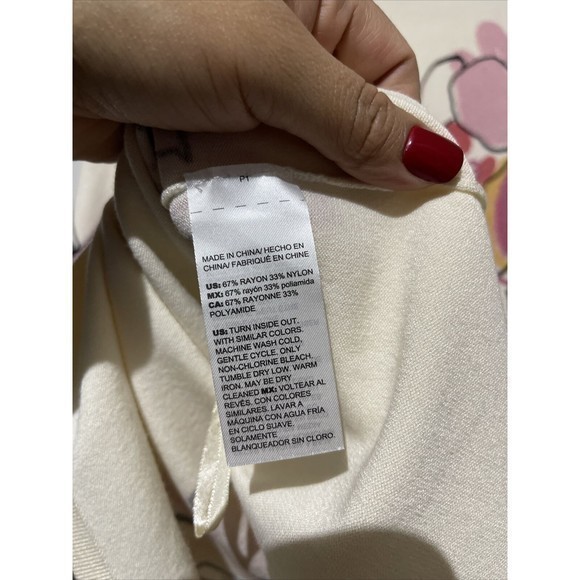 P1
MADE IN CHINA/ HECHO EN
CHINA/ FABRIQUÉ EN CHINE
US: 67% RAYON 33% NYLON
MX: 67% rayón 33% poliamida
CA: 67% RAYONNE 33%
POLYAMIDE
US: TURN INSIDE OUT.
WITH SIMILAR COLORS.
MACHINE WASH COLD,
GENTLE CYCLE. ONLY
NON-CHLORINE BLEACH.
TUMBLE DRY LOW. WARM
IRON. MAY BE DRY
CLEANED MX: VOLTEAR AL
REVÉS. CON COLORES
SIMILARES. LAVAR A
MÁQUINA CON AGUA FRÍA
EN CICLO SUAVE.
SOLAMENTE
BLANQUEADOR SIN CLORO.